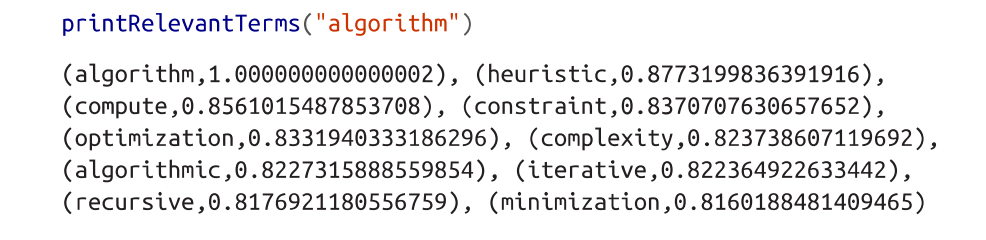 printRelevantTerms("algorithm")
(algorithm,1.000000000000002), (heuristic,0.8773199836391916),
(compute,0.8561015487853708), (constraint,0.8370707630657652),
(optimization,0.8331940333186296), (complexity,0.823738607119692),
(algorithmic,0.8227315888559854), (iterative,0.822364922633442),
(recursive,0.8176921180556759), (minimization,0.8160188481409465)